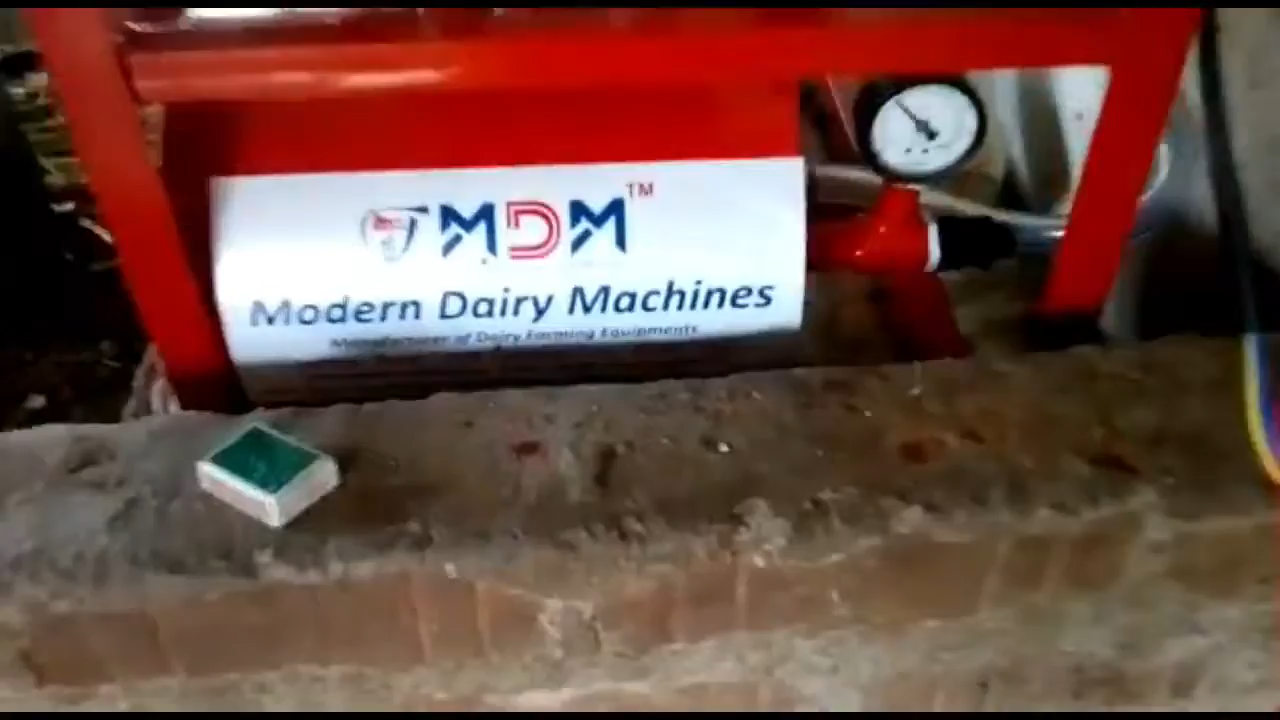 MDM™
Modern Dairy Machines
Manufacturer of Dairy Farming Equipments